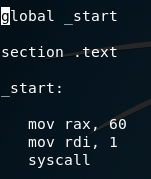 global _start
section .text
_start:
mov rax, 60
mov rdi, 1
syscall